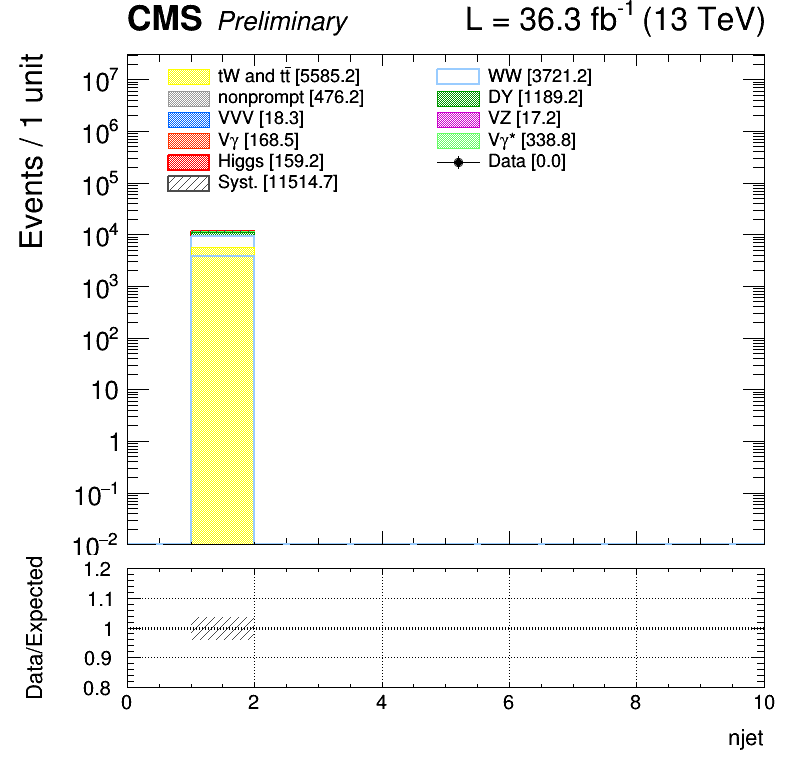 CMS Preliminary L = 36.3 fb⁻¹ (13 TeV)
Events / 1 unit
10⁷
10⁶
10⁵
10⁴
10³
10²
10
1
10⁻¹
10⁻²
tW and tt̄ [5585.2]
nonprompt [476.2]
VVV [18.3]
Vγ [168.5]
Higgs [159.2]
Syst. [11514.7]
WW [3721.2]
DY [1189.2]
VZ [17.2]
Vγ* [338.8]
Data [0.0]
Data/Expected
1.2
1.1
1
0.9
0.8
0 2 4 6 8 10
njet